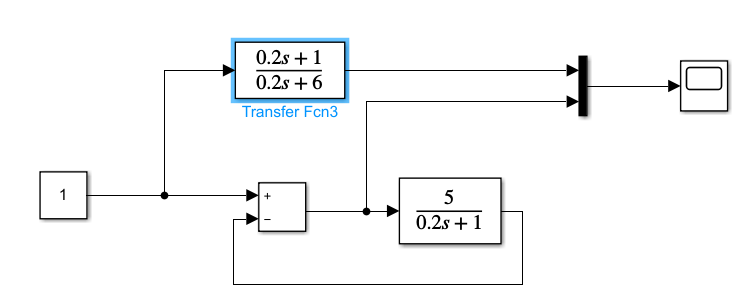 0.2s + 1
0.2s + 6
Transfer Fcn3
1
+
−
5
0.2s + 1